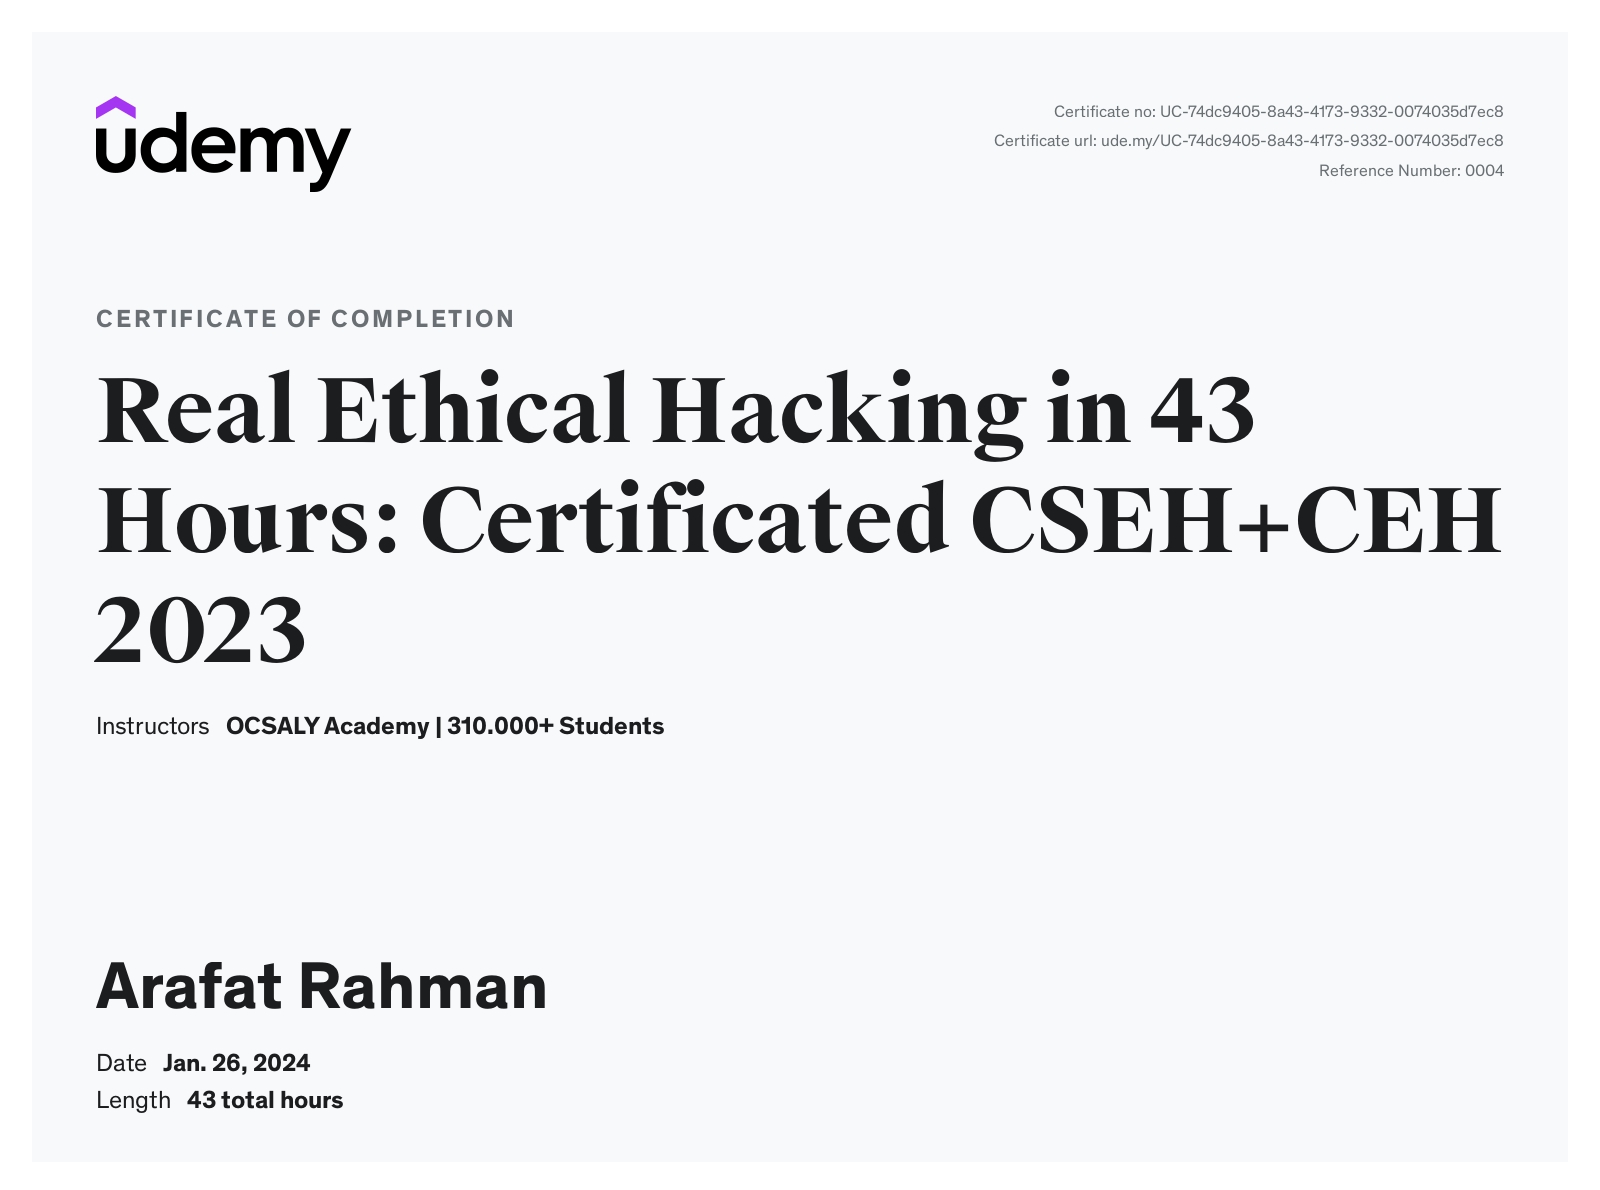 udemy
Certificate no: UC-74dc9405-8a43-4173-9332-0074035d7ec8
Certificate url: ude.my/UC-74dc9405-8a43-4173-9332-0074035d7ec8
Reference Number: 0004
CERTIFICATE OF COMPLETION
Real Ethical Hacking in 43
Hours: Certificated CSEH+CEH
2023
Instructors OCSALY Academy | 310.000+ Students
Arafat Rahman
Date Jan. 26, 2024
Length 43 total hours